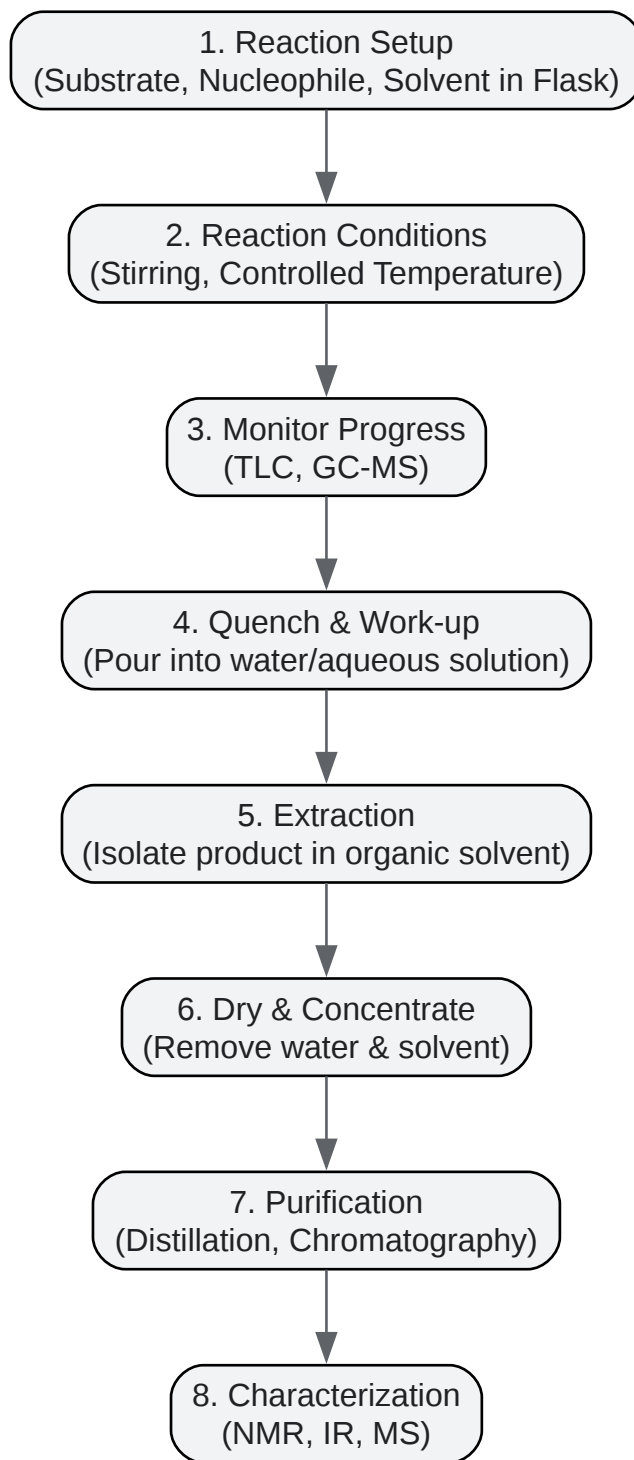 1. Reaction Setup
(Substrate, Nucleophile, Solvent in Flask)
2. Reaction Conditions
(Stirring, Controlled Temperature)
3. Monitor Progress
(TLC, GC-MS)
4. Quench & Work-up
(Pour into water/aqueous solution)
5. Extraction
(Isolate product in organic solvent)
6. Dry & Concentrate
(Remove water & solvent)
7. Purification
(Distillation, Chromatography)
8. Characterization
(NMR, IR, MS)